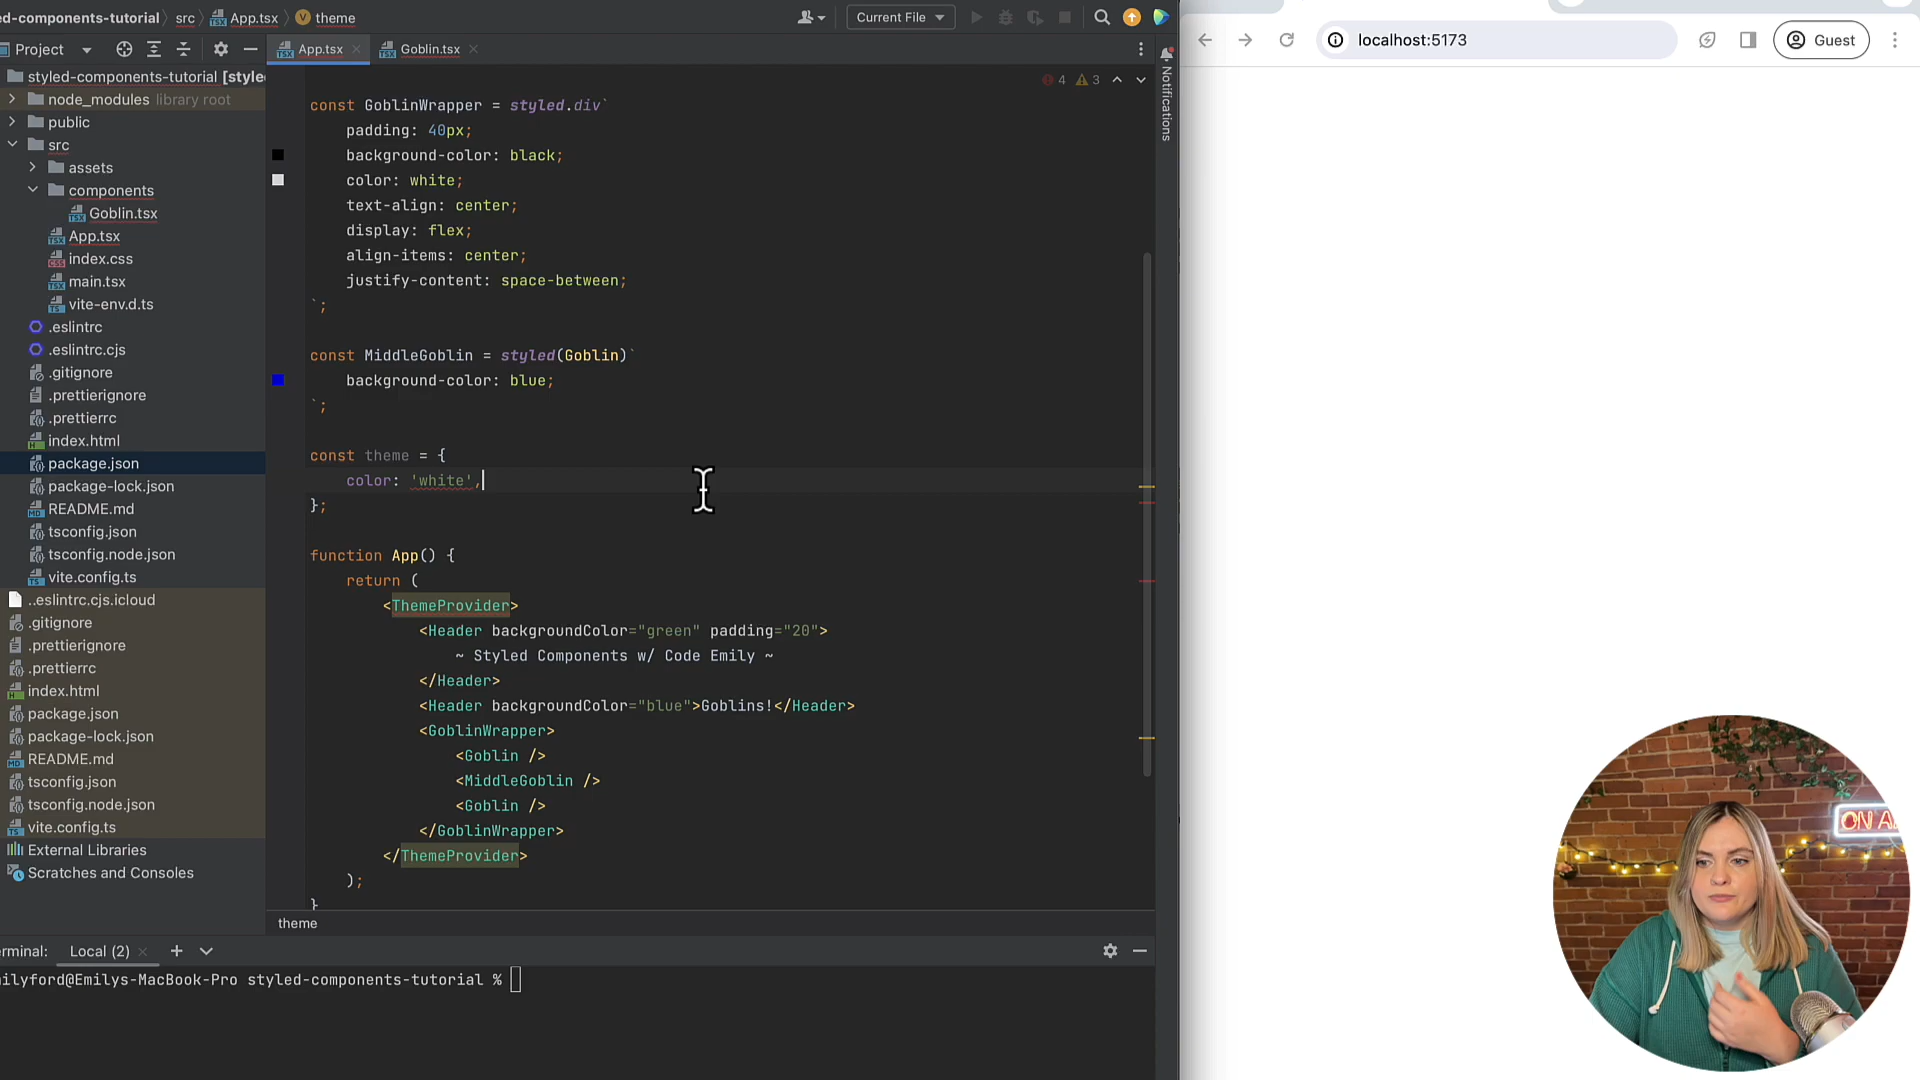 ed-components-tutorial
src
App.tsx
theme
Current File
Project
App.tsx
Goblin.tsx
localhost:5173
Guest
4
3
Notifications
styled-components-tutorial [style
node_modules library root
public
src
assets
components
Goblin.tsx
App.tsx
index.css
main.tsx
vite-env.d.ts
.eslintrc
.eslintrc.cjs
.gitignore
.prettierignore
.prettierrc
index.html
package.json
package-lock.json
README.md
tsconfig.json
tsconfig.node.json
vite.config.ts
..eslintrc.cjs.icloud
.gitignore
.prettierignore
.prettierrc
index.html
package.json
package-lock.json
README.md
tsconfig.json
tsconfig.node.json
vite.config.ts
External Libraries
Scratches and Consoles
const GoblinWrapper = styled.div`
padding: 40px;
background-color: black;
color: white;
text-align: center;
display: flex;
align-items: center;
justify-content: space-between;
`;
const MiddleGoblin = styled(Goblin)`
background-color: blue;
`;
const theme = {
color: 'white',
};
function App() {
return (
<ThemeProvider>
<Header backgroundColor="green" padding="20">
~ Styled Components w/ Code Emily ~
</Header>
<Header backgroundColor="blue">Goblins!</Header>
<GoblinWrapper>
<Goblin />
<MiddleGoblin />
<Goblin />
</GoblinWrapper>
</ThemeProvider>
);
}
theme
erminal:
Local (2)
milyford@Emilys-MacBook-Pro styled-components-tutorial %
ON A